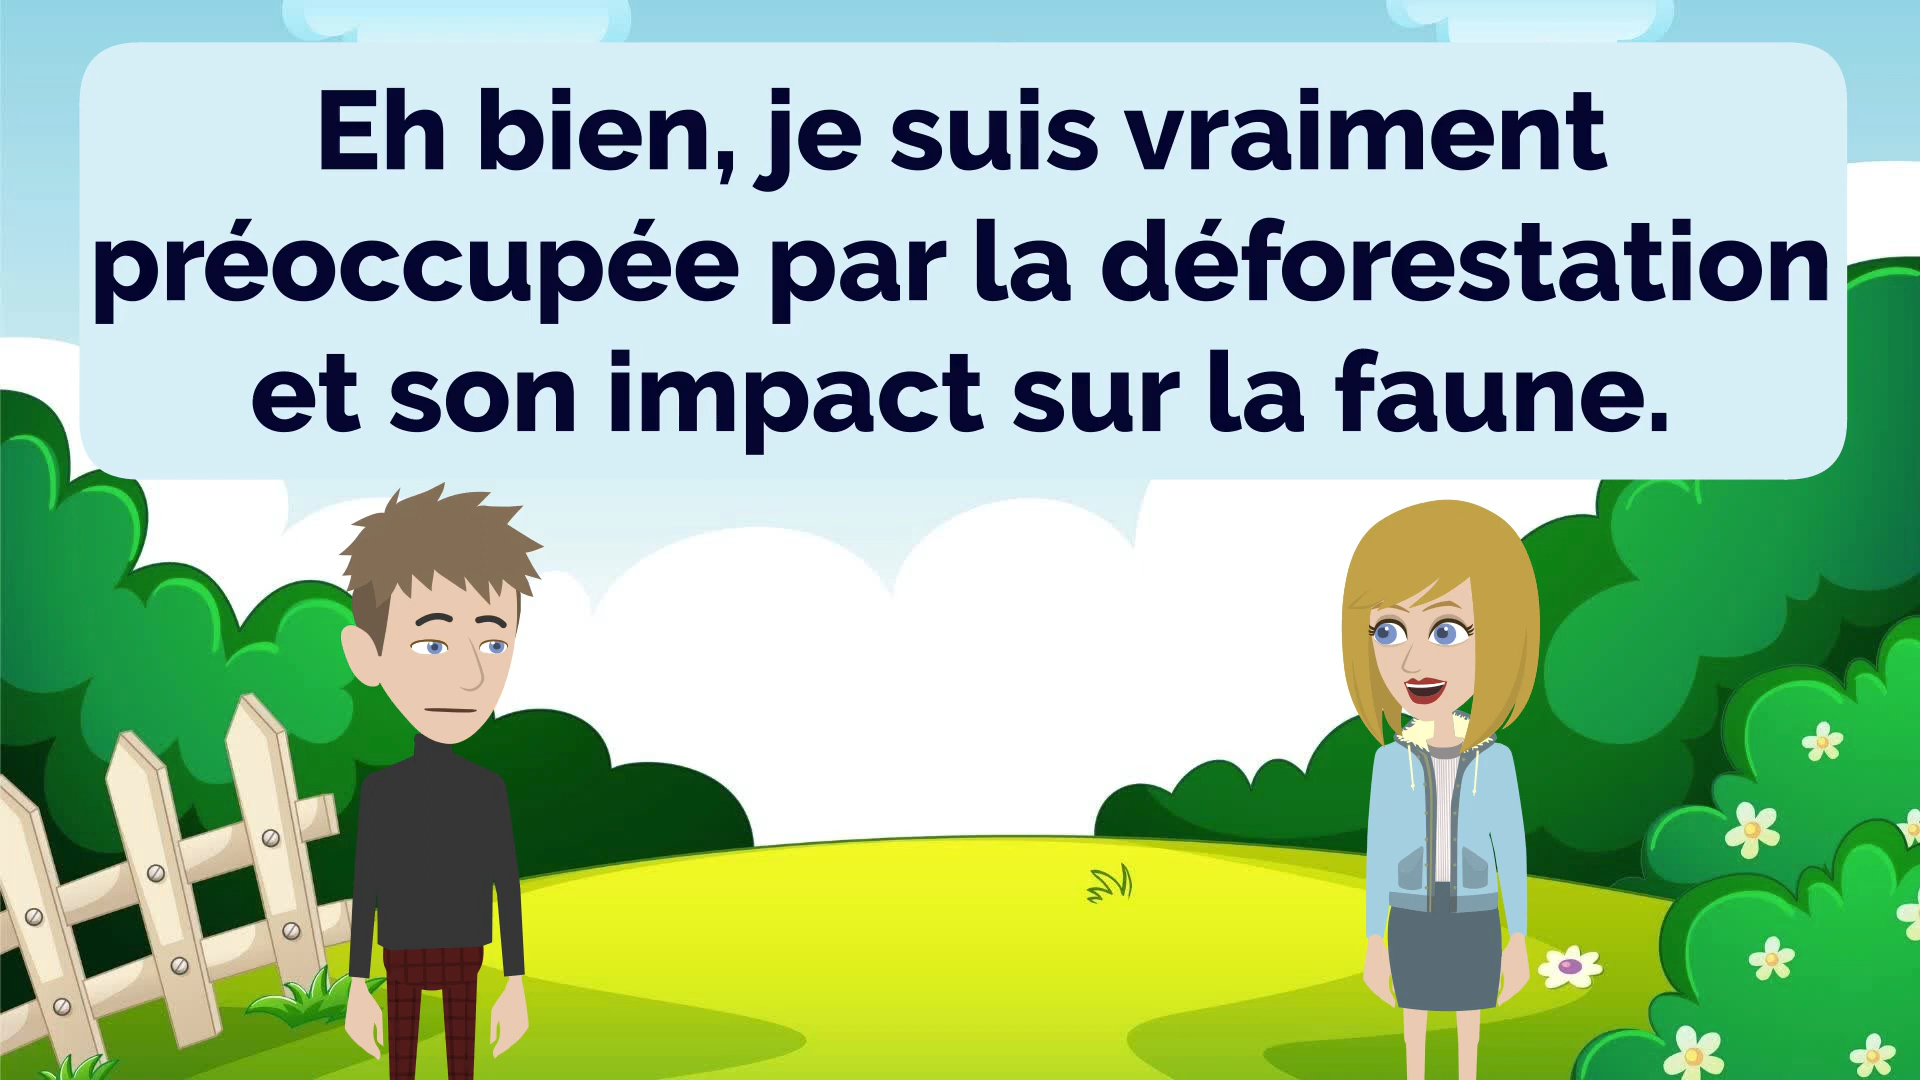 Eh bien, je suis vraiment
préoccupée par la déforestation
et son impact sur la faune.